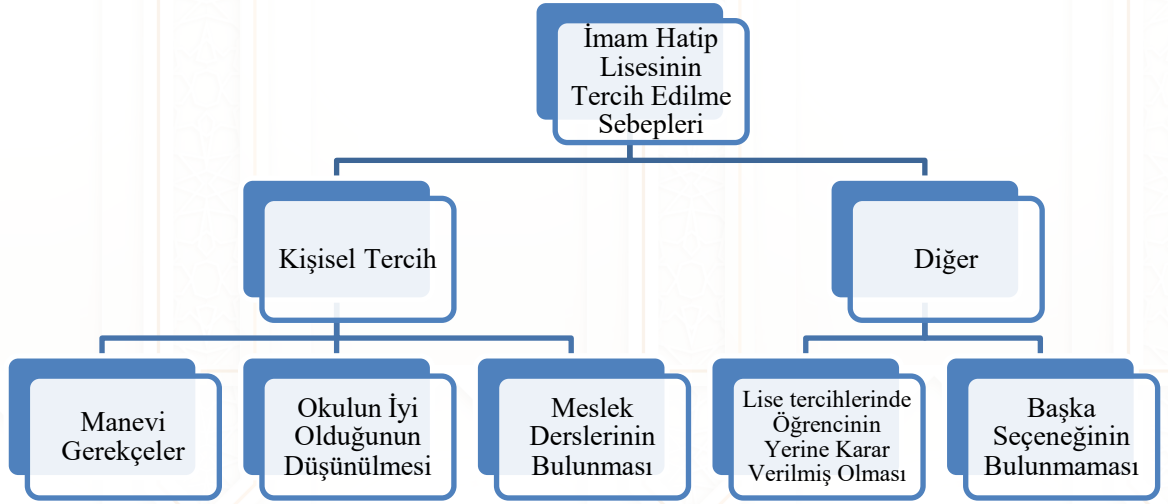 İmam Hatip
Lisesinin
Tercih Edilme
Sebepleri
Kişisel Tercih
Diğer
Manevi
Gerekçeler
Okulun İyi
Olduğunun
Düşünülmesi
Meslek
Derslerinin
Bulunması
Lise tercihlerinde
Öğrencinin
Yerine Karar
Verilmiş Olması
Başka
Seçeneğinin
Bulunmaması